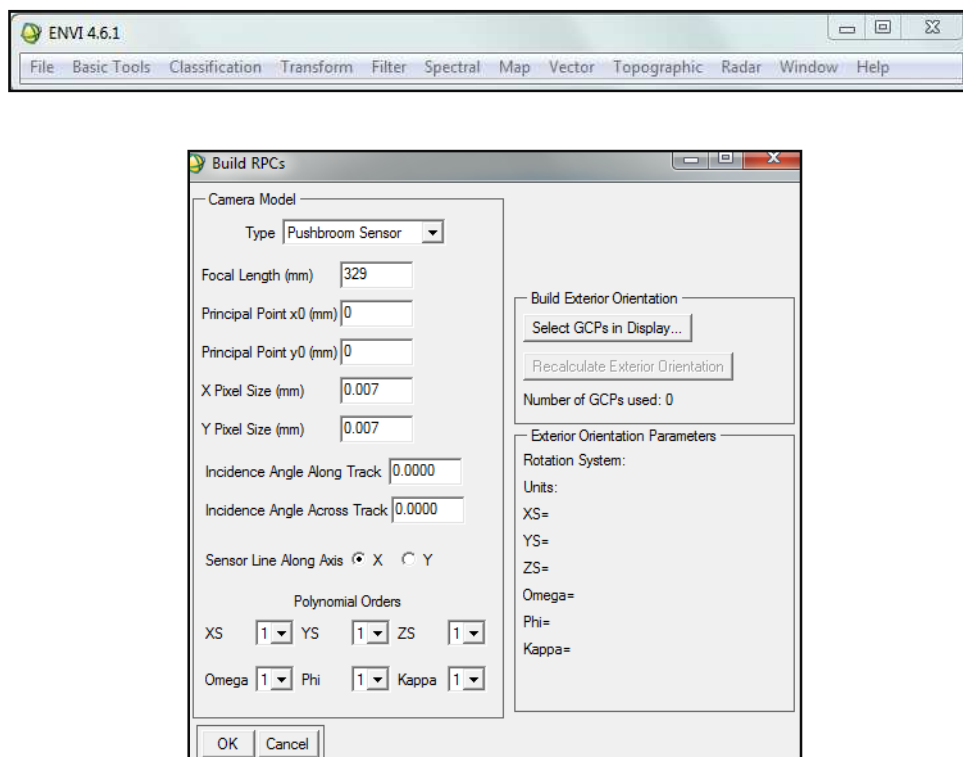 ENVI 4.6.1
File Basic Tools Classification Transform Filter Spectral Map Vector Topographic Radar Window Help
Build RPCs
Camera Model
Type Pushbroom Sensor
Focal Length (mm) 329
Principal Point x0 (mm) 0
Principal Point y0 (mm) 0
X Pixel Size (mm) 0.007
Y Pixel Size (mm) 0.007
Incidence Angle Along Track 0.0000
Incidence Angle Across Track 0.0000
Sensor Line Along Axis X Y
Polynomial Orders
XS 1 YS 1 ZS 1
Omega 1 Phi 1 Kappa 1
Build Exterior Orientation
Select GCPs in Display...
Recalculate Exterior Orientation
Number of GCPs used: 0
Exterior Orientation Parameters
Rotation System:
Units:
XS=
YS=
ZS=
Omega=
Phi=
Kappa=
OK Cancel